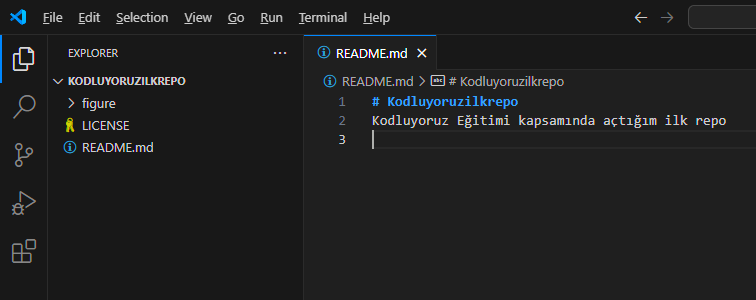 File Edit Selection View Go Run Terminal Help
EXPLORER
KODLUYORUZILKREPO
figure
LICENSE
README.md
README.md
README.md > # Kodluyoruzilkrepo
1 # Kodluyoruzilkrepo
2 Kodluyoruz Eğitimi kapsamında açtığım ilk repo
3